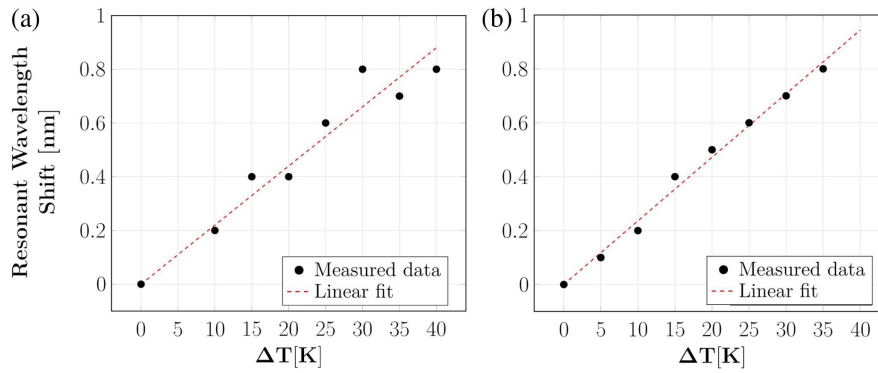 (a)
Resonant Wavelength
Shift [nm]
1
0.8
0.6
0.4
0.2
0
0 5 10 15 20 25 30 35 40
ΔT[K]
Measured data
Linear fit
(b)
1
0.8
0.6
0.4
0.2
0
0 5 10 15 20 25 30 35 40
ΔT[K]
Measured data
Linear fit